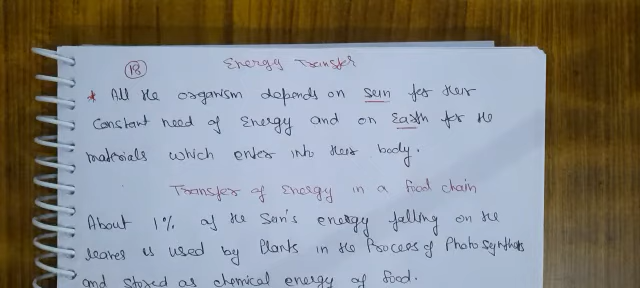 18
Energy Transfer
* All the organism depends on sun for their
Constant need of Energy and on Earth for the
materials which enter into their body.
Transfer of Energy in a food chain
About 1% of the Sun's energy falling on the
leaves is used by Plants in the Process of Photosynthesis
and stored as chemical energy of food.